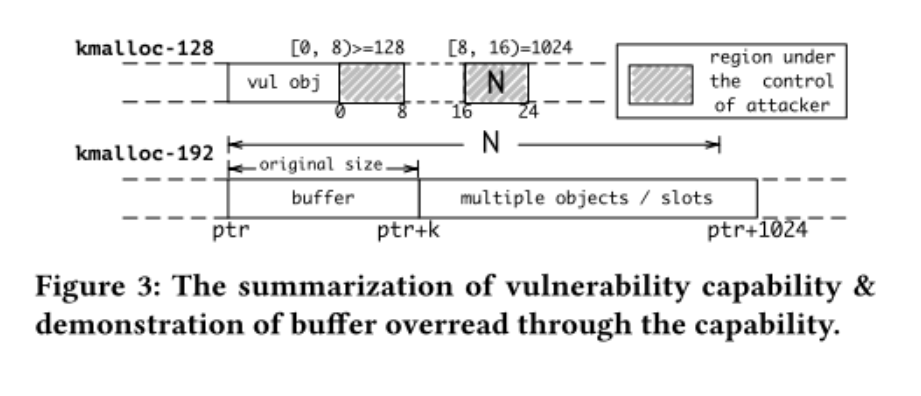 kmalloc-128
[0, 8)>=128
[8, 16)=1024
vul obj
N
0
8
16
24
region under
the control
of attacker
kmalloc-192
N
original size
buffer
multiple objects / slots
ptr
ptr+k
ptr+1024
Figure 3: The summarization of vulnerability capability &
demonstration of buffer overread through the capability.